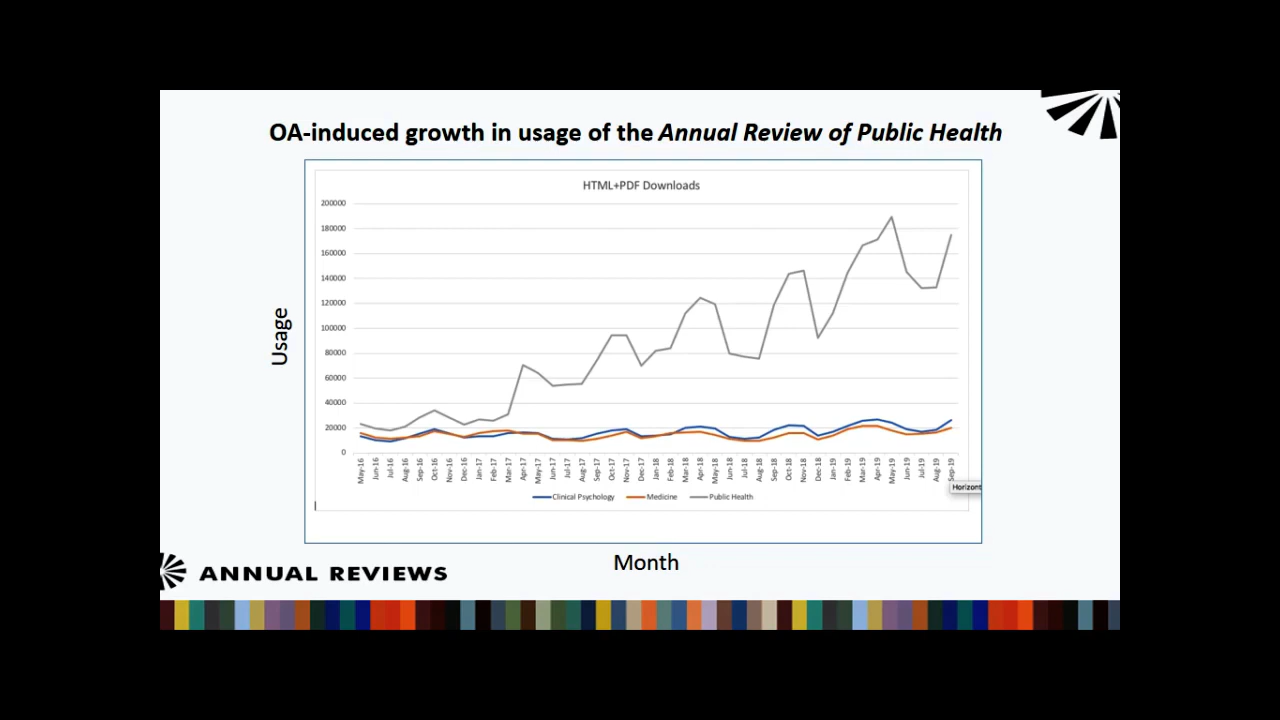 OA-induced growth in usage of the Annual Review of Public Health
HTML+PDF Downloads
200000
180000
160000
140000
120000
100000
80000
60000
40000
20000
0
Usage
May-16 Jun-16 Jul-16 Aug-16 Sep-16 Oct-16 Nov-16 Dec-16 Jan-17 Feb-17 Mar-17 Apr-17 May-17 Jun-17 Jul-17 Aug-17 Sep-17 Oct-17 Nov-17 Dec-17 Jan-18 Feb-18 Mar-18 Apr-18 May-18 Jun-18 Jul-18 Aug-18 Sep-18 Oct-18 Nov-18 Dec-18 Jan-19 Feb-19 Mar-19 Apr-19 May-19 Jun-19 Jul-19 Aug-19 Sep-19
Horizont
Clinical Psychology Medicine Public Health
Month
ANNUAL REVIEWS